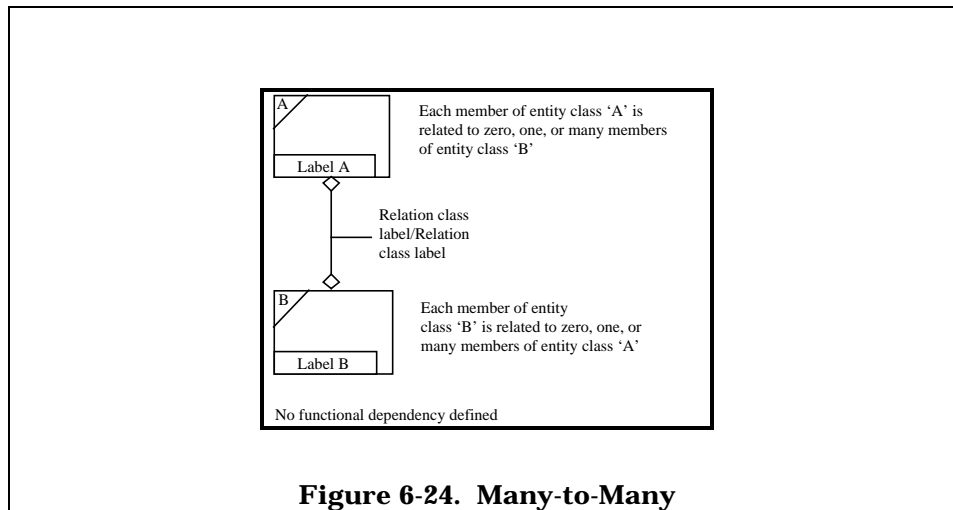 A
Each member of entity class ‘A’ is
related to zero, one, or many members
of entity class ‘B’
Label A
Relation class
label/Relation
class label
B
Each member of entity
class ‘B’ is related to zero, one, or
many members of entity class ‘A’
Label B
No functional dependency defined
Figure 6-24. Many-to-Many